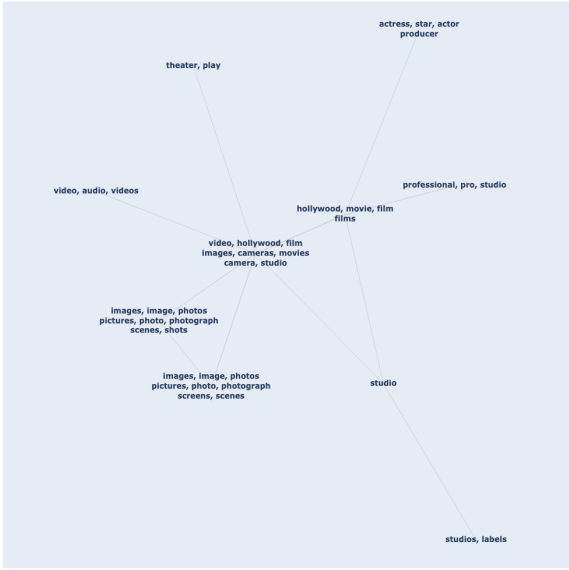 actress, star, actor
producer
theater, play
professional, pro, studio
video, audio, videos
hollywood, movie, film
films
video, hollywood, film
images, cameras, movies
camera, studio
images, image, photos
pictures, photo, photograph
scenes, shots
images, image, photos
pictures, photo, photograph
screens, scenes
studio
studios, labels